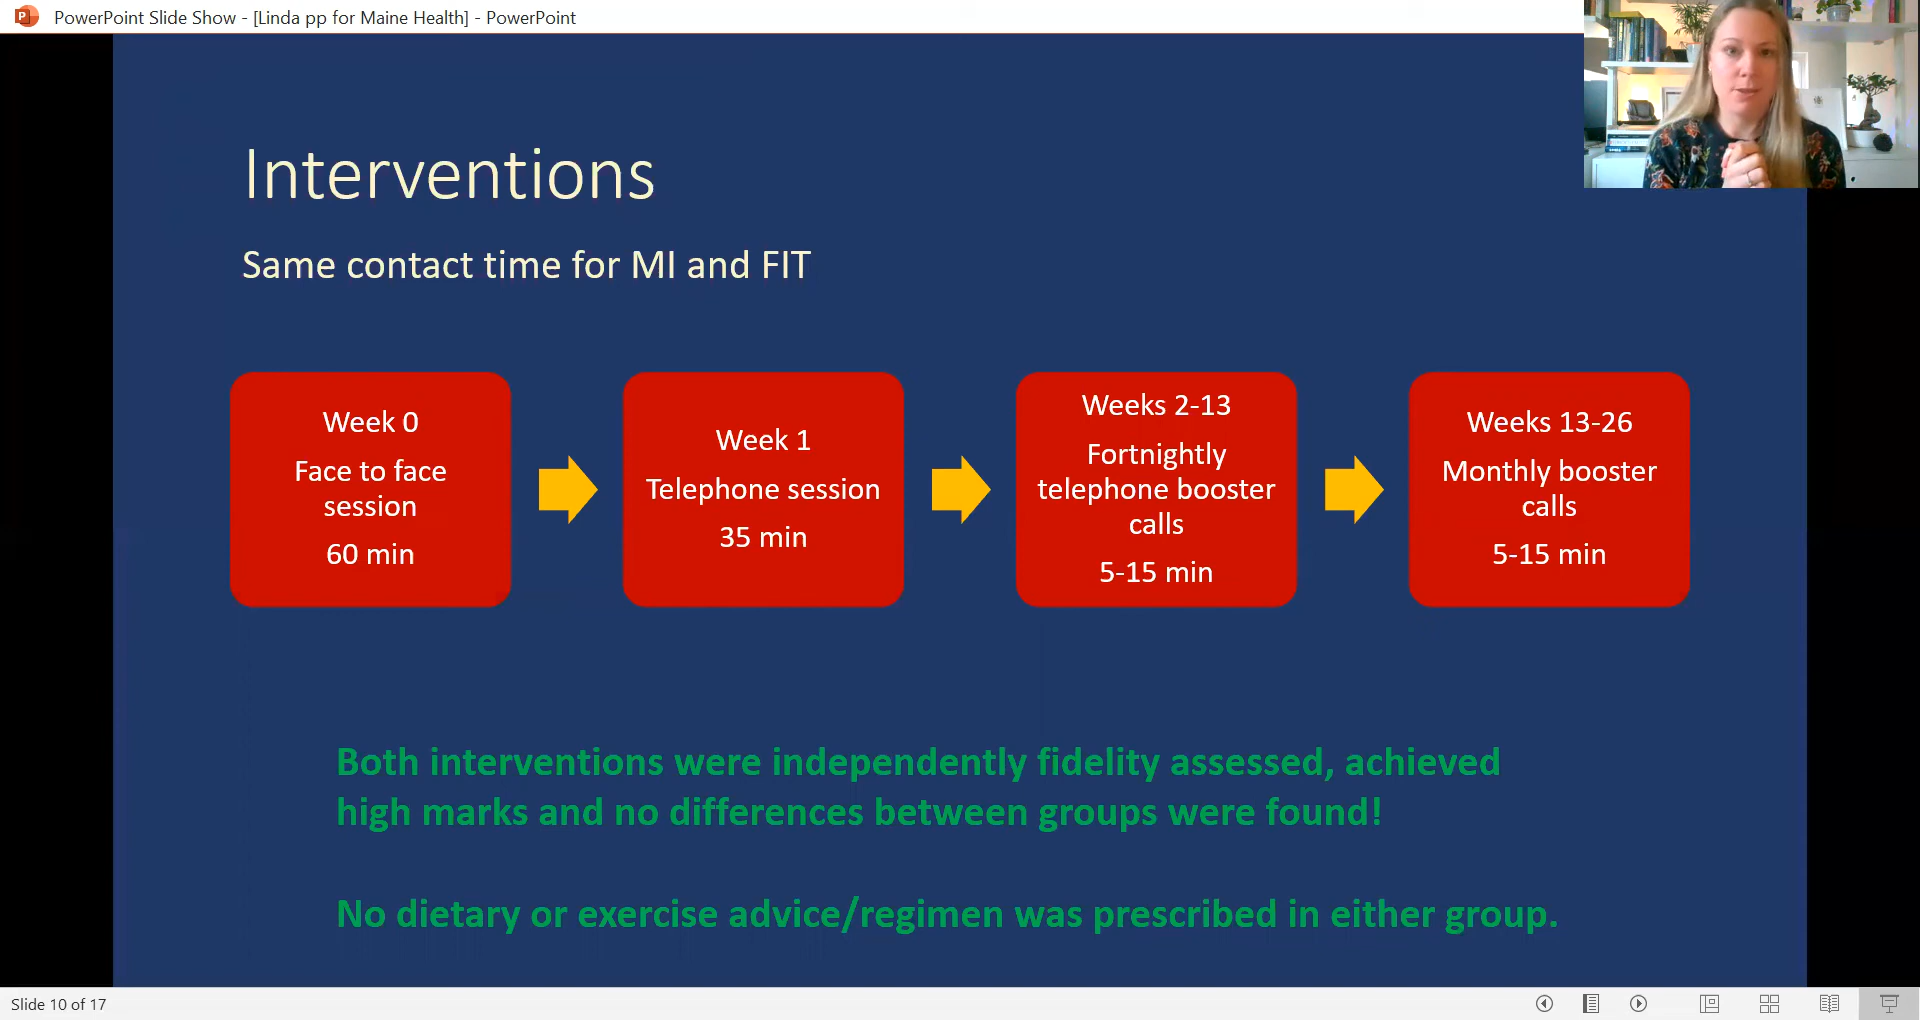 PowerPoint Slide Show - [Linda pp for Maine Health] - PowerPoint
Interventions
Same contact time for MI and FIT
Week 0
Face to face
session
60 min
Week 1
Telephone session
35 min
Weeks 2-13
Fortnightly
telephone booster
calls
5-15 min
Weeks 13-26
Monthly booster
calls
5-15 min
Both interventions were independently fidelity assessed, achieved
high marks and no differences between groups were found!
No dietary or exercise advice/regimen was prescribed in either group.
Slide 10 of 17